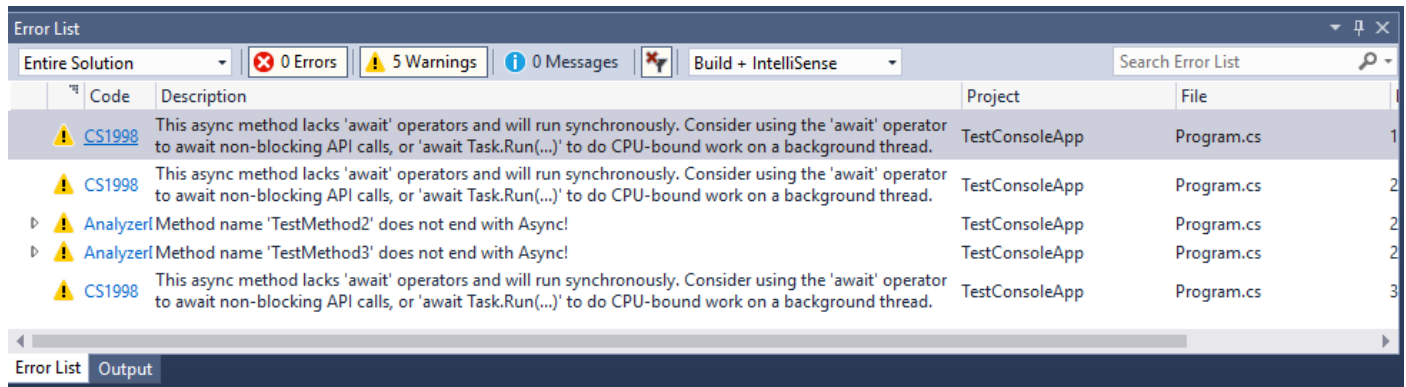 Error List
Entire Solution 0 Errors 5 Warnings 0 Messages Build + IntelliSense Search Error List
Code Description Project File
CS1998 This async method lacks 'await' operators and will run synchronously. Consider using the 'await' operator TestConsoleApp Program.cs 1
to await non-blocking API calls, or 'await Task.Run(...)' to do CPU-bound work on a background thread.
CS1998 This async method lacks 'await' operators and will run synchronously. Consider using the 'await' operator TestConsoleApp Program.cs 2
to await non-blocking API calls, or 'await Task.Run(...)' to do CPU-bound work on a background thread.
Analyzer Method name 'TestMethod2' does not end with Async! TestConsoleApp Program.cs 2
Analyzer Method name 'TestMethod3' does not end with Async! TestConsoleApp Program.cs 2
CS1998 This async method lacks 'await' operators and will run synchronously. Consider using the 'await' operator TestConsoleApp Program.cs 3
to await non-blocking API calls, or 'await Task.Run(...)' to do CPU-bound work on a background thread.
Error List Output